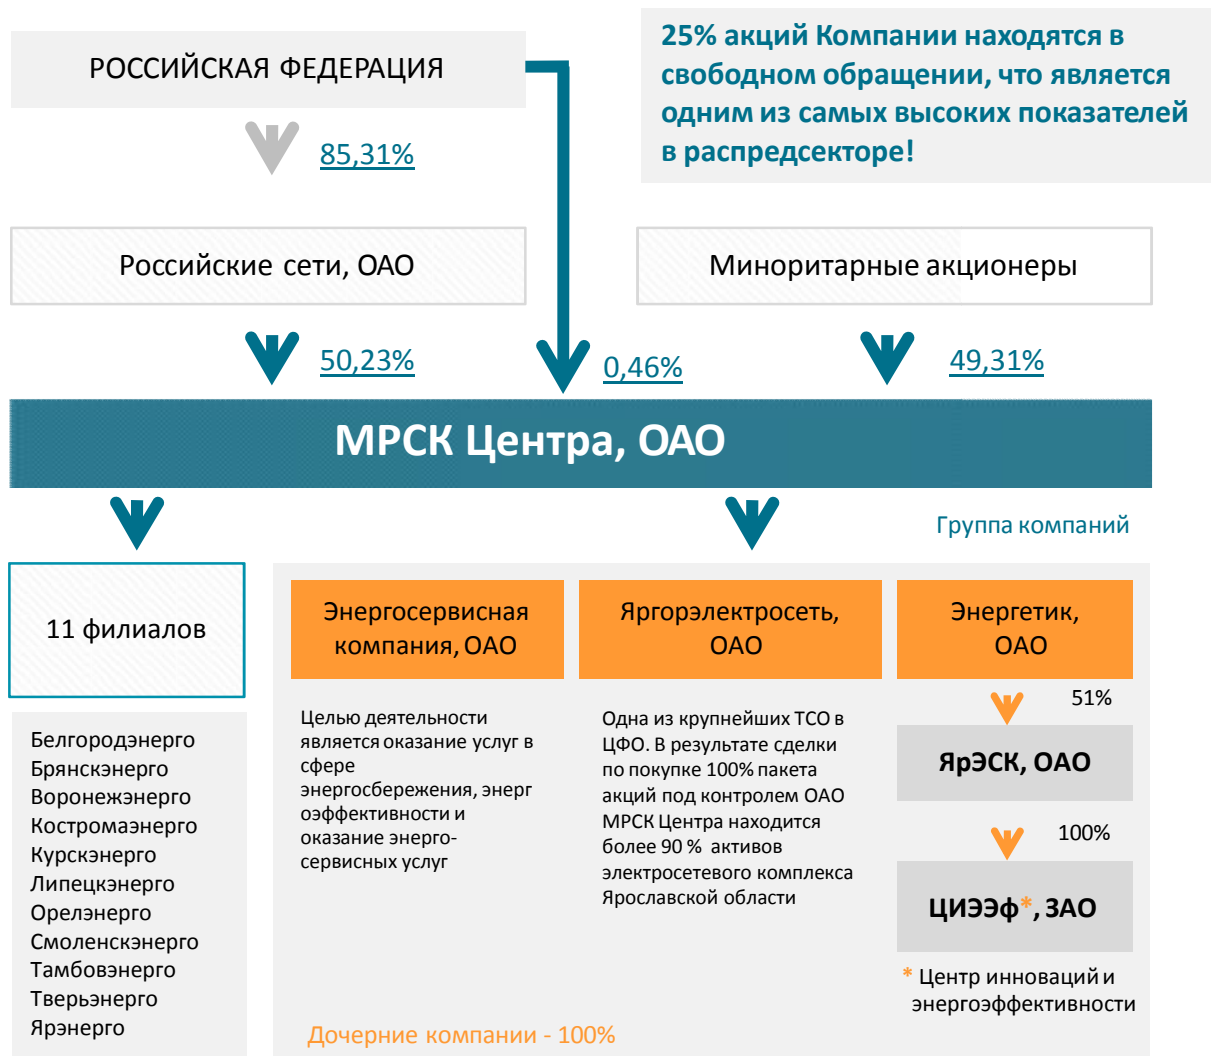 РОССИЙСКАЯ ФЕДЕРАЦИЯ
25% акций Компании находятся в
свободном обращении, что является
одним из самых высоких показателей
в распредсекторе!
85,31%
Российские сети, ОАО
Миноритарные акционеры
50,23%
0,46%
49,31%
МРСК Центра, ОАО
Группа компаний
11 филиалов
Белгородэнерго
Брянскэнерго
Воронежэнерго
Костромаэнерго
Курскэнерго
Липецкэнерго
Орелэнерго
Смоленскэнерго
Тамбовэнерго
Тверьэнерго
Ярэнерго
Энергосервисная
компания, ОАО
Целью деятельности
является оказание услуг в
сфере
энергосбережения, энерг
оэффективности и
оказание энерго-
сервисных услуг
Яргорэлектросеть,
ОАО
Одна из крупнейших ТСО в
ЦФО. В результате сделки
по покупке 100% пакета
акций под контролем ОАО
МРСК Центра находится
более 90 % активов
электросетевого комплекса
Ярославской области
Энергетик,
ОАО
51%
ЯрЭСК, ОАО
100%
ЦИЭЭф*, ЗАО
* Центр инноваций и
энергоэффективности
Дочерние компании - 100%